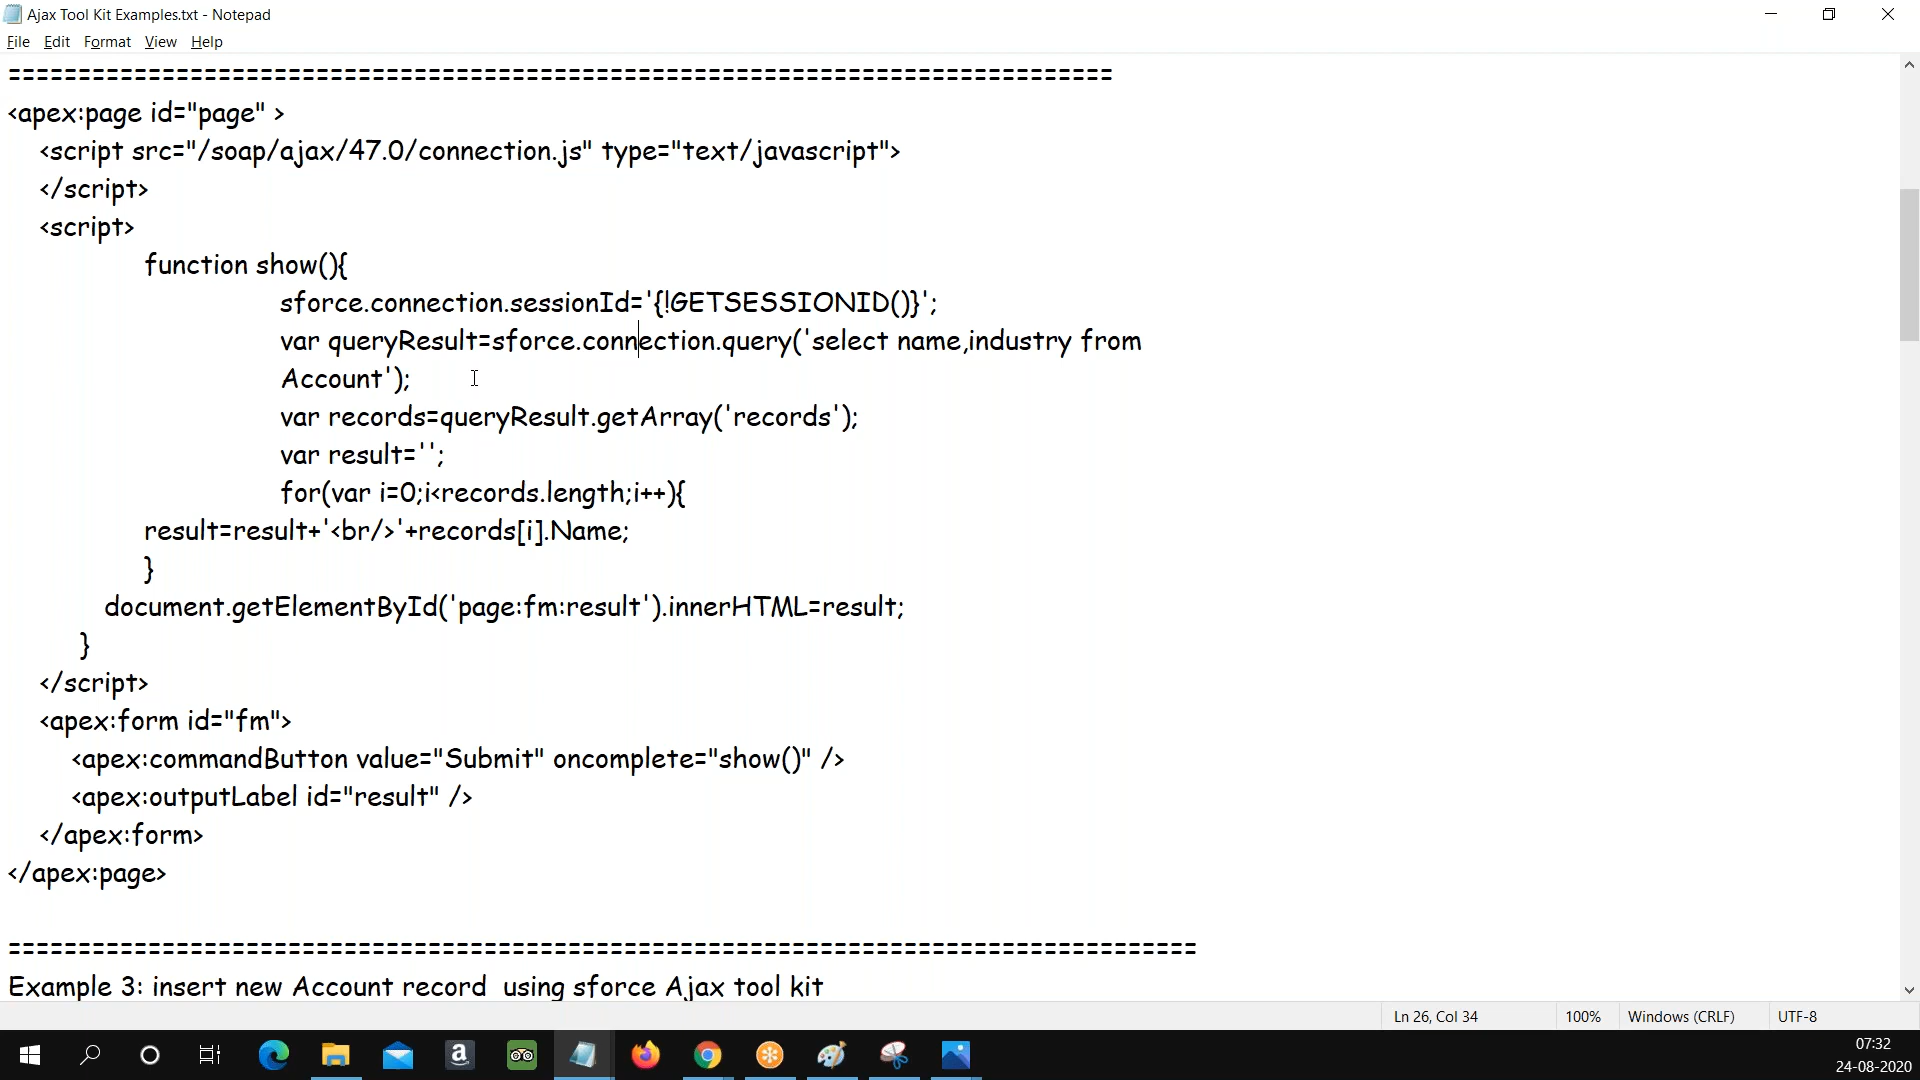 Ajax Tool Kit Examples.txt - Notepad
File Edit Format View Help
===============================================================================
<apex:page id="page" >
<script src="/soap/ajax/47.0/connection.js" type="text/javascript">
</script>
<script>
function show(){
sforce.connection.sessionId='{!GETSESSIONID()}';
var queryResult=sforce.connection.query('select name,industry from
Account');
var records=queryResult.getArray('records');
var result='';
for(var i=0;i<records.length;i++){
result=result+'<br/>'+records[i].Name;
}
document.getElementById('page:fm:result').innerHTML=result;
}
</script>
<apex:form id="fm">
<apex:commandButton value="Submit" oncomplete="show()" />
<apex:outputLabel id="result" />
</apex:form>
</apex:page>
=====================================================================================
Example 3: insert new Account record  using sforce Ajax tool kit
Ln 26, Col 34 100% Windows (CRLF) UTF-8
07:32
24-08-2020